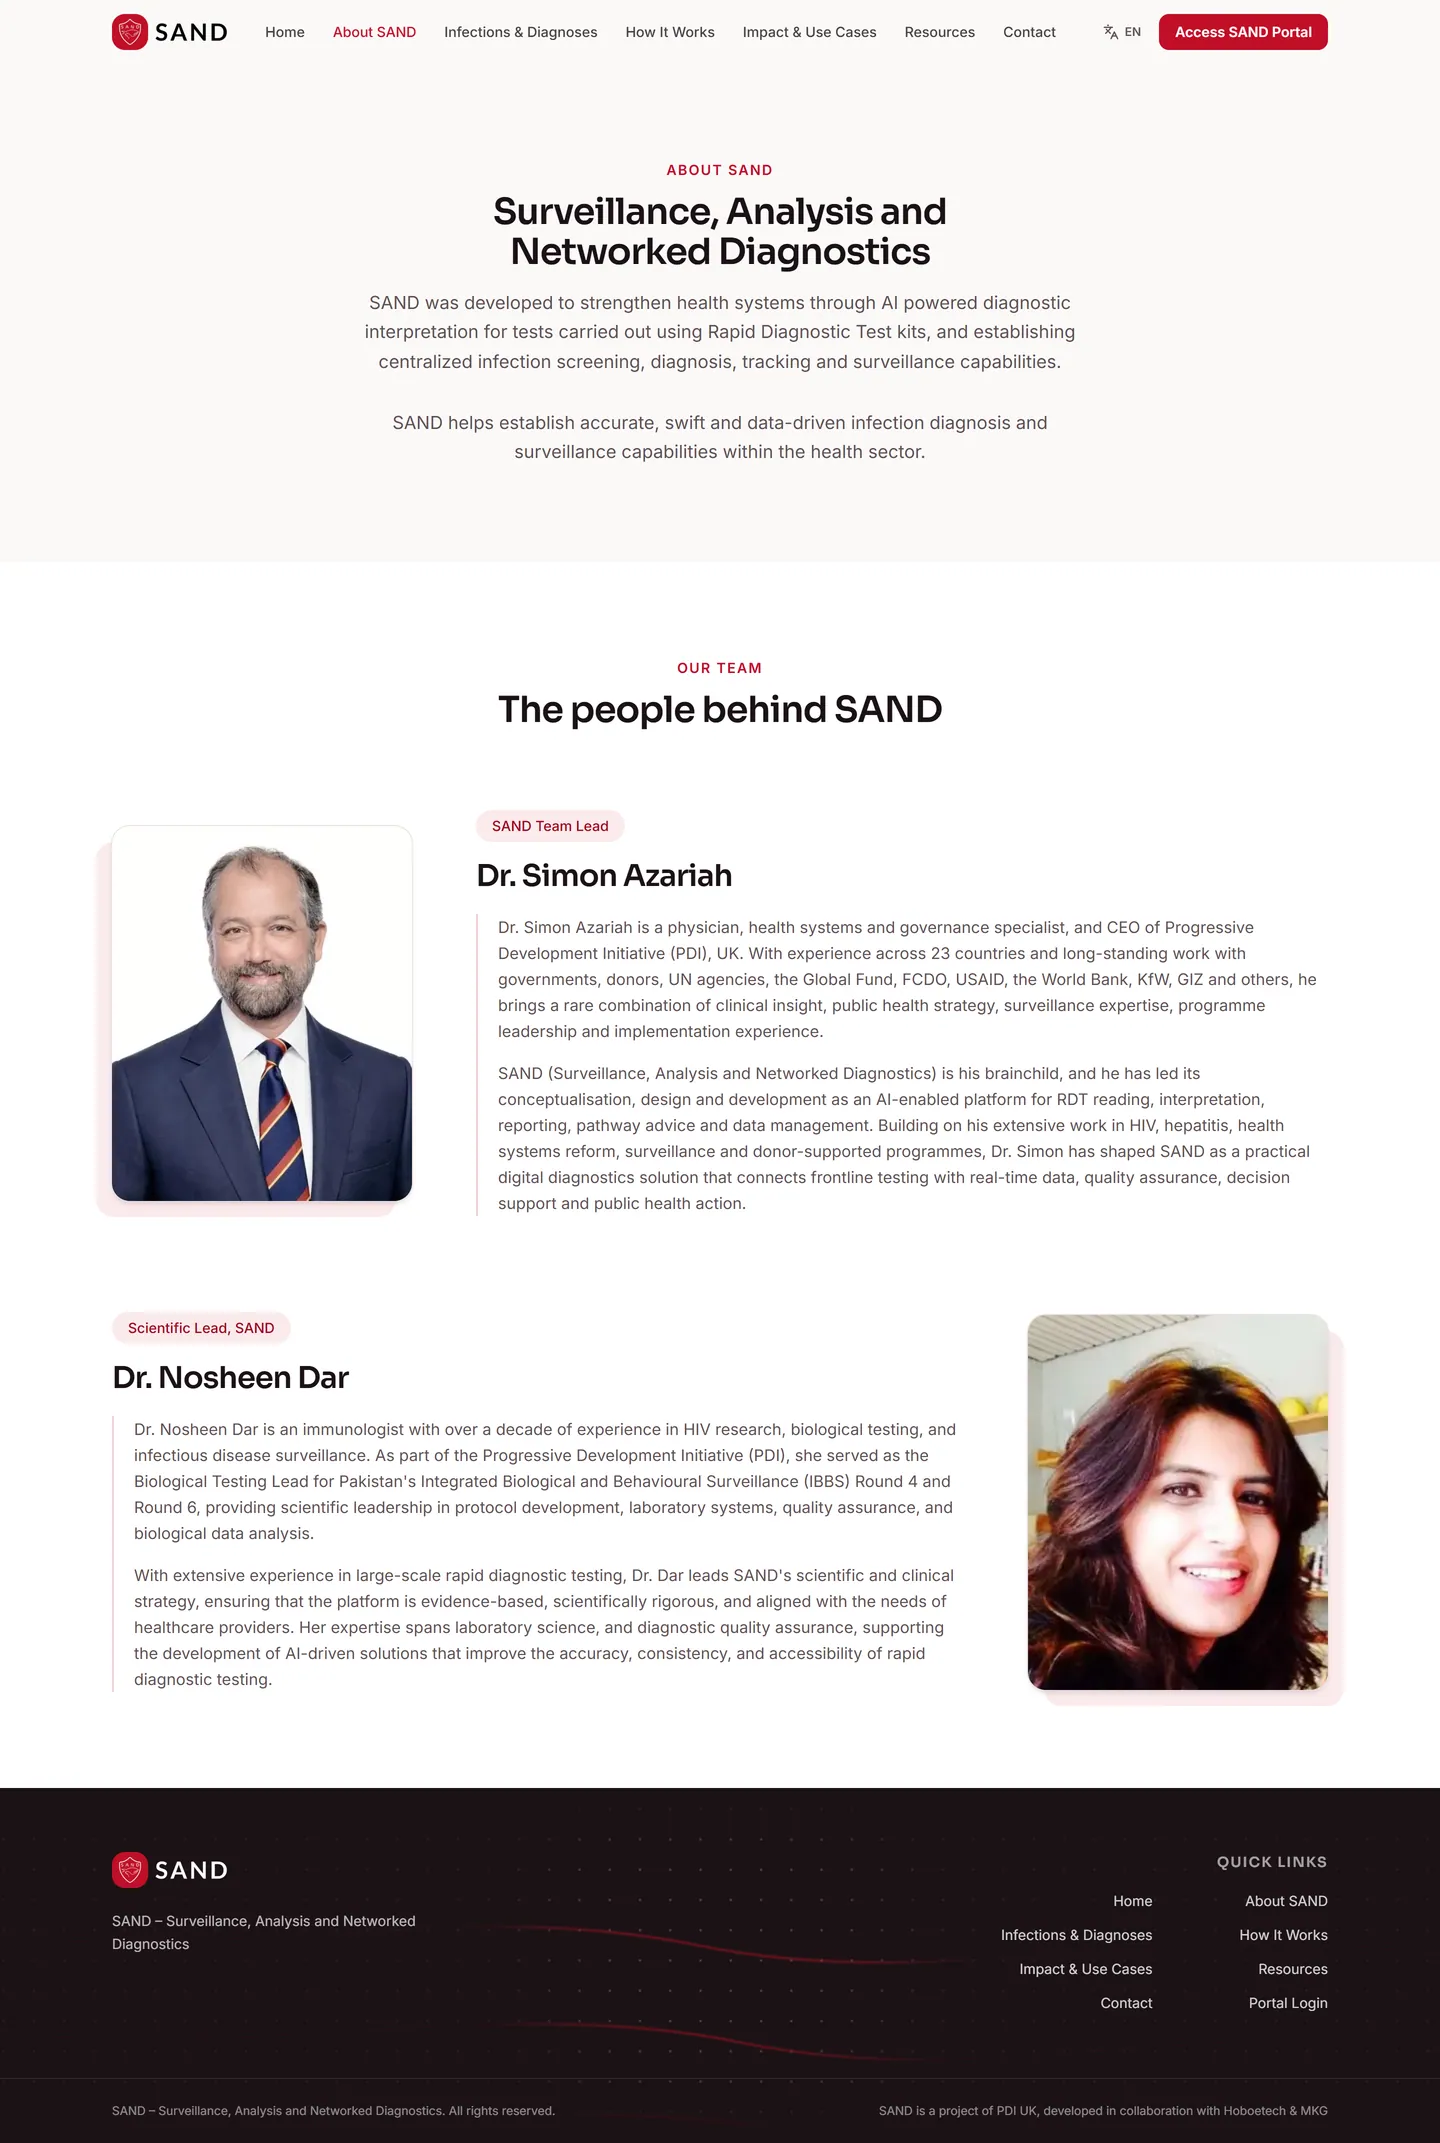 SAND
Home
About SAND
Infections & Diagnoses
How It Works
Impact & Use Cases
Resources
Contact
EN
Access SAND Portal
ABOUT SAND
Surveillance, Analysis and
Networked Diagnostics
SAND was developed to strengthen health systems through AI powered diagnostic
interpretation for tests carried out using Rapid Diagnostic Test kits, and establishing
centralized infection screening, diagnosis, tracking and surveillance capabilities.
SAND helps establish accurate, swift and data-driven infection diagnosis and
surveillance capabilities within the health sector.
OUR TEAM
The people behind SAND
SAND Team Lead
Dr. Simon Azariah
Dr. Simon Azariah is a physician, health systems and governance specialist, and CEO of Progressive
Development Initiative (PDI), UK. With experience across 23 countries and long-standing work with
governments, donors, UN agencies, the Global Fund, FCDO, USAID, the World Bank, KfW, GIZ and others, he
brings a rare combination of clinical insight, public health strategy, surveillance expertise, programme
leadership and implementation experience.
SAND (Surveillance, Analysis and Networked Diagnostics) is his brainchild, and he has led its
conceptualisation, design and development as an AI-enabled platform for RDT reading, interpretation,
reporting, pathway advice and data management. Building on his extensive work in HIV, hepatitis, health
systems reform, surveillance and donor-supported programmes, Dr. Simon has shaped SAND as a practical
digital diagnostics solution that connects frontline testing with real-time data, quality assurance, decision
support and public health action.
Scientific Lead, SAND
Dr. Nosheen Dar
Dr. Nosheen Dar is an immunologist with over a decade of experience in HIV research, biological testing, and
infectious disease surveillance. As part of the Progressive Development Initiative (PDI), she served as the
Biological Testing Lead for Pakistan's Integrated Biological and Behavioural Surveillance (IBBS) Round 4 and
Round 6, providing scientific leadership in protocol development, laboratory systems, quality assurance, and
biological data analysis.
With extensive experience in large-scale rapid diagnostic testing, Dr. Dar leads SAND's scientific and clinical
strategy, ensuring that the platform is evidence-based, scientifically rigorous, and aligned with the needs of
healthcare providers. Her expertise spans laboratory science, and diagnostic quality assurance, supporting
the development of AI-driven solutions that improve the accuracy, consistency, and accessibility of rapid
diagnostic testing.
SAND
SAND – Surveillance, Analysis and Networked
Diagnostics
QUICK LINKS
Home
About SAND
Infections & Diagnoses
How It Works
Impact & Use Cases
Resources
Contact
Portal Login
SAND – Surveillance, Analysis and Networked Diagnostics. All rights reserved.
SAND is a project of PDI UK, developed in collaboration with Hoboetech & MKG